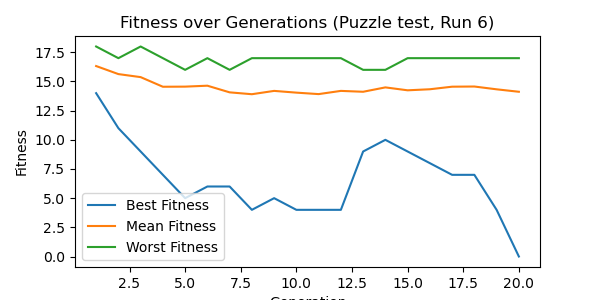 Fitness over Generations (Puzzle test, Run 6)
Fitness
17.5
15.0
12.5
10.0
7.5
5.0
2.5
0.0
Best Fitness
Mean Fitness
Worst Fitness
2.5 5.0 7.5 10.0 12.5 15.0 17.5 20.0
Generation